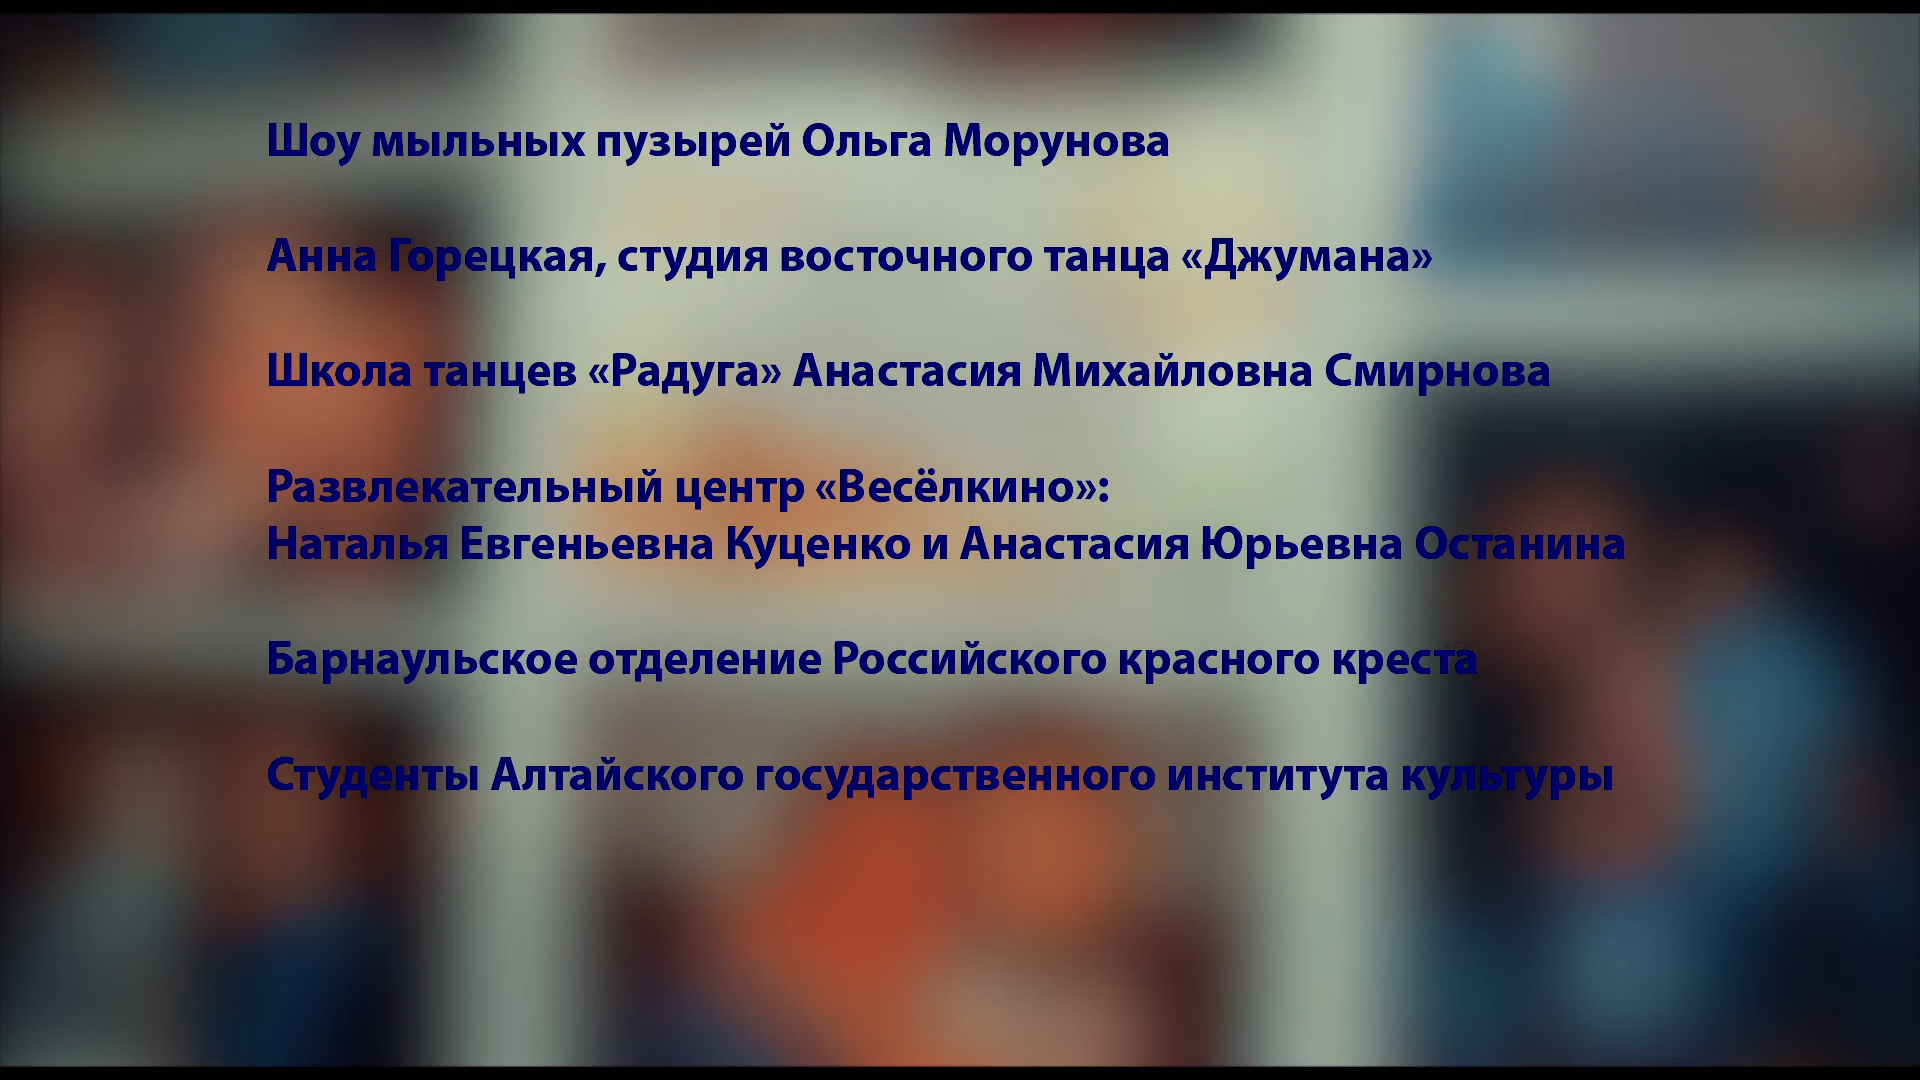 Шоу мыльных пузырей Ольга Морунова
Анна Горецкая, студия восточного танца «Джумана»
Школа танцев «Радуга» Анастасия Михайловна Смирнова
Развлекательный центр «Весёлкино»:
Наталья Евгеньевна Куценко и Анастасия Юрьевна Останина
Барнаульское отделение Российского красного креста
Студенты Алтайского государственного института культуры